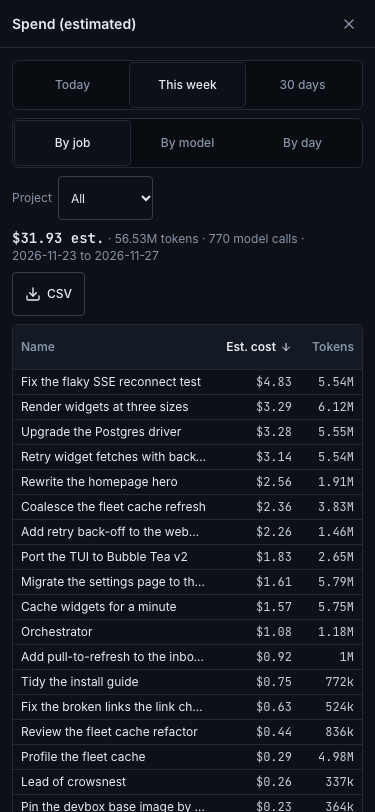 Spend (estimated)
Today This week 30 days
By job By model By day
Project All
$31.93 est. · 56.53M tokens · 770 model calls ·
2026-11-23 to 2026-11-27
CSV
Name Est. cost ↓ Tokens
Fix the flaky SSE reconnect test $4.83 5.54M
Render widgets at three sizes $3.29 6.12M
Upgrade the Postgres driver $3.28 5.55M
Retry widget fetches with back... $3.14 5.54M
Rewrite the homepage hero $2.56 1.91M
Coalesce the fleet cache refresh $2.36 3.83M
Add retry back-off to the web... $2.26 1.46M
Port the TUI to Bubble Tea v2 $1.83 2.65M
Migrate the settings page to th... $1.61 5.79M
Cache widgets for a minute $1.57 5.75M
Orchestrator $1.08 1.18M
Add pull-to-refresh to the inbo... $0.92 1M
Tidy the install guide $0.75 772k
Fix the broken links the link ch... $0.63 524k
Review the fleet cache refactor $0.44 836k
Profile the fleet cache $0.29 4.98M
Lead of crowsnest $0.26 337k
Pin the devbox base image by ... $0.23 364k